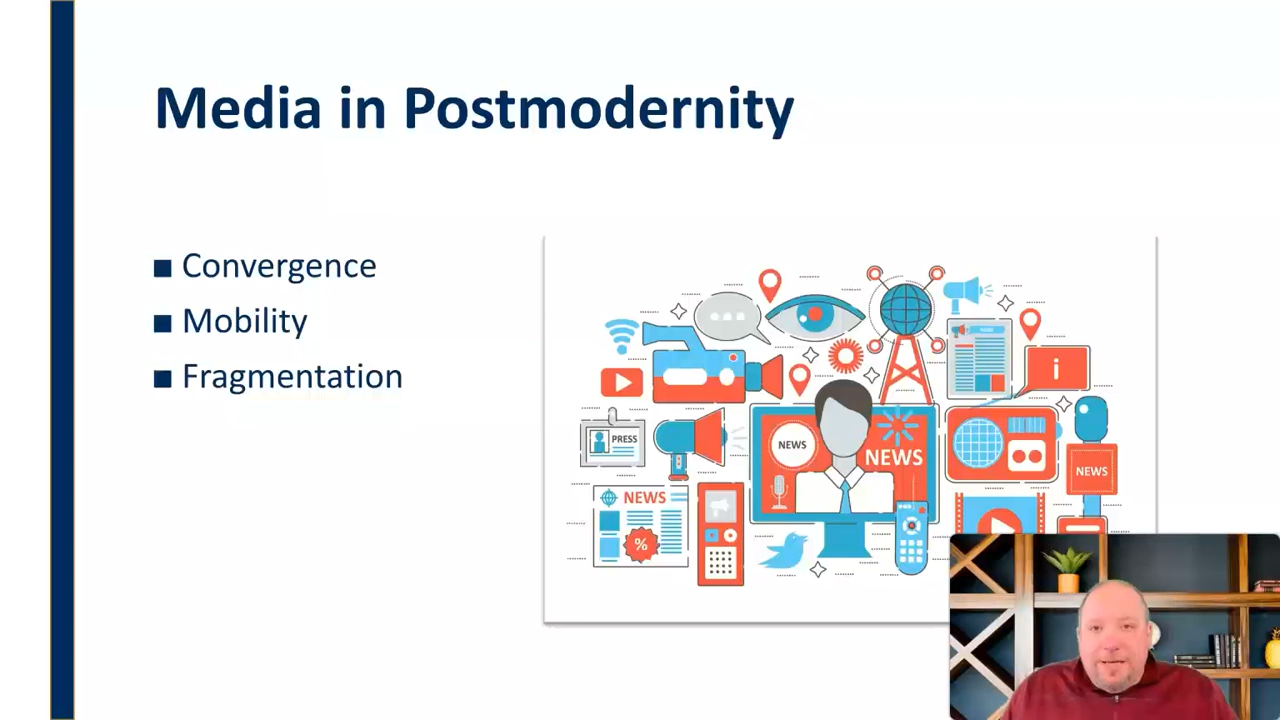 Media in Postmodernity
Convergence
Mobility
Fragmentation
i
PRESS
NEWS
NEWS
NEWS
NEWS
%